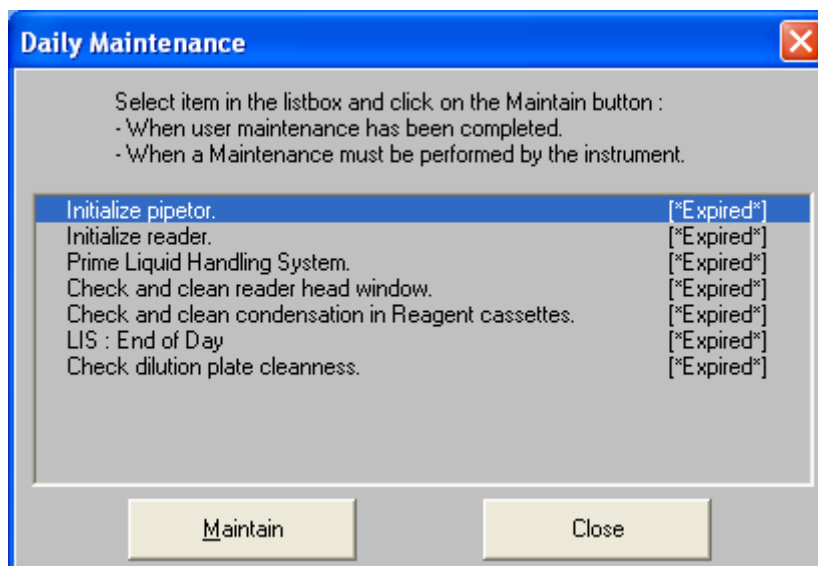 Daily Maintenance
Select item in the listbox and click on the Maintain button :
- When user maintenance has been completed.
- When a Maintenance must be performed by the instrument.
Initialize pipetor. [*Expired*]
Initialize reader. [*Expired*]
Prime Liquid Handling System. [*Expired*]
Check and clean reader head window. [*Expired*]
Check and clean condensation in Reagent cassettes. [*Expired*]
LIS : End of Day [*Expired*]
Check dilution plate cleanness. [*Expired*]
Maintain Close